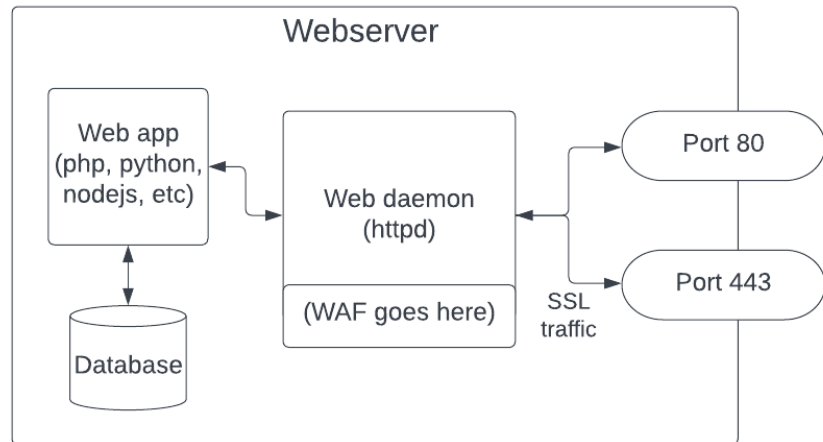 Webserver
Web app
(php, python,
nodejs, etc)
Web daemon
(httpd)
(WAF goes here)
Database
Port 80
Port 443
SSL
traffic